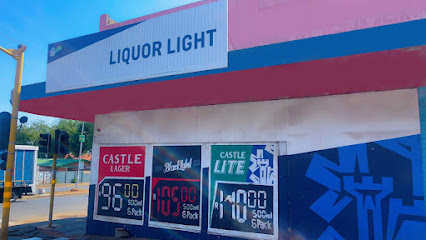 LIQUOR LIGHT
CASTLE
LAGER
96 00
500ml
6 Pack
Black Label
105 00
500ml
6 Pack
CASTLE
LITE
R110 00
500ml
6 Pack